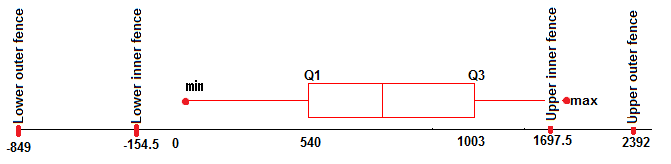 Lower outer fence
Lower inner fence
Upper inner fence
Upper outer fence
min
Q1
Q3
max
-849
-154.5
0
540
1003
1697.5
2392